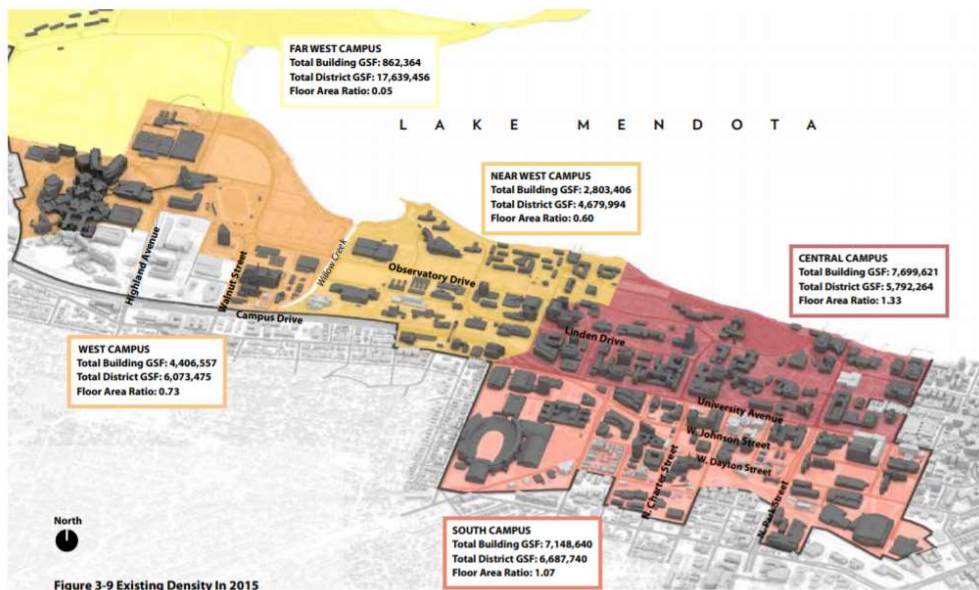 FAR WEST CAMPUS
Total Building GSF: 862,364
Total District GSF: 17,639,456
Floor Area Ratio: 0.05
LAKE MENDOTA
NEAR WEST CAMPUS
Total Building GSF: 2,803,406
Total District GSF: 4,679,994
Floor Area Ratio: 0.60
CENTRAL CAMPUS
Total Building GSF: 7,699,621
Total District GSF: 5,792,264
Floor Area Ratio: 1.33
Highland Avenue
Walnut Street
Willow Creek
Observatory Drive
Campus Drive
Linden Drive
WEST CAMPUS
Total Building GSF: 4,406,557
Total District GSF: 6,073,475
Floor Area Ratio: 0.73
University Avenue
W. Johnson Street
W. Dayton Street
N. Charter Street
N. Park Street
North
SOUTH CAMPUS
Total Building GSF: 7,148,640
Total District GSF: 6,687,740
Floor Area Ratio: 1.07
Figure 3-9 Existing Density In 2015